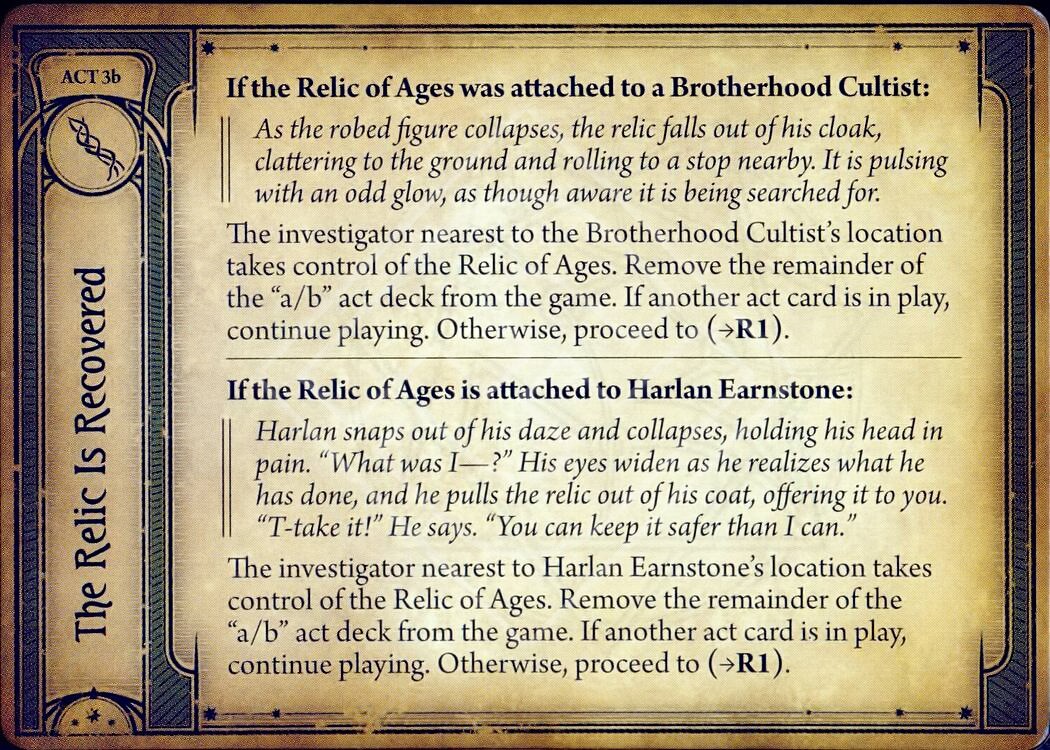 ACT 3b
The Relic Is Recovered
If the Relic of Ages was attached to a Brotherhood Cultist:
As the robed figure collapses, the relic falls out of his cloak,
clattering to the ground and rolling to a stop nearby. It is pulsing
with an odd glow, as though aware it is being searched for.
The investigator nearest to the Brotherhood Cultist’s location
takes control of the Relic of Ages. Remove the remainder of
the “a/b” act deck from the game. If another act card is in play,
continue playing. Otherwise, proceed to (→R1).
If the Relic of Ages is attached to Harlan Earnstone:
Harlan snaps out of his daze and collapses, holding his head in
pain. “What was I—?” His eyes widen as he realizes what he
has done, and he pulls the relic out of his coat, offering it to you.
“T-take it!” He says. “You can keep it safer than I can.”
The investigator nearest to Harlan Earnstone’s location takes
control of the Relic of Ages. Remove the remainder of the
“a/b” act deck from the game. If another act card is in play,
continue playing. Otherwise, proceed to (→R1).